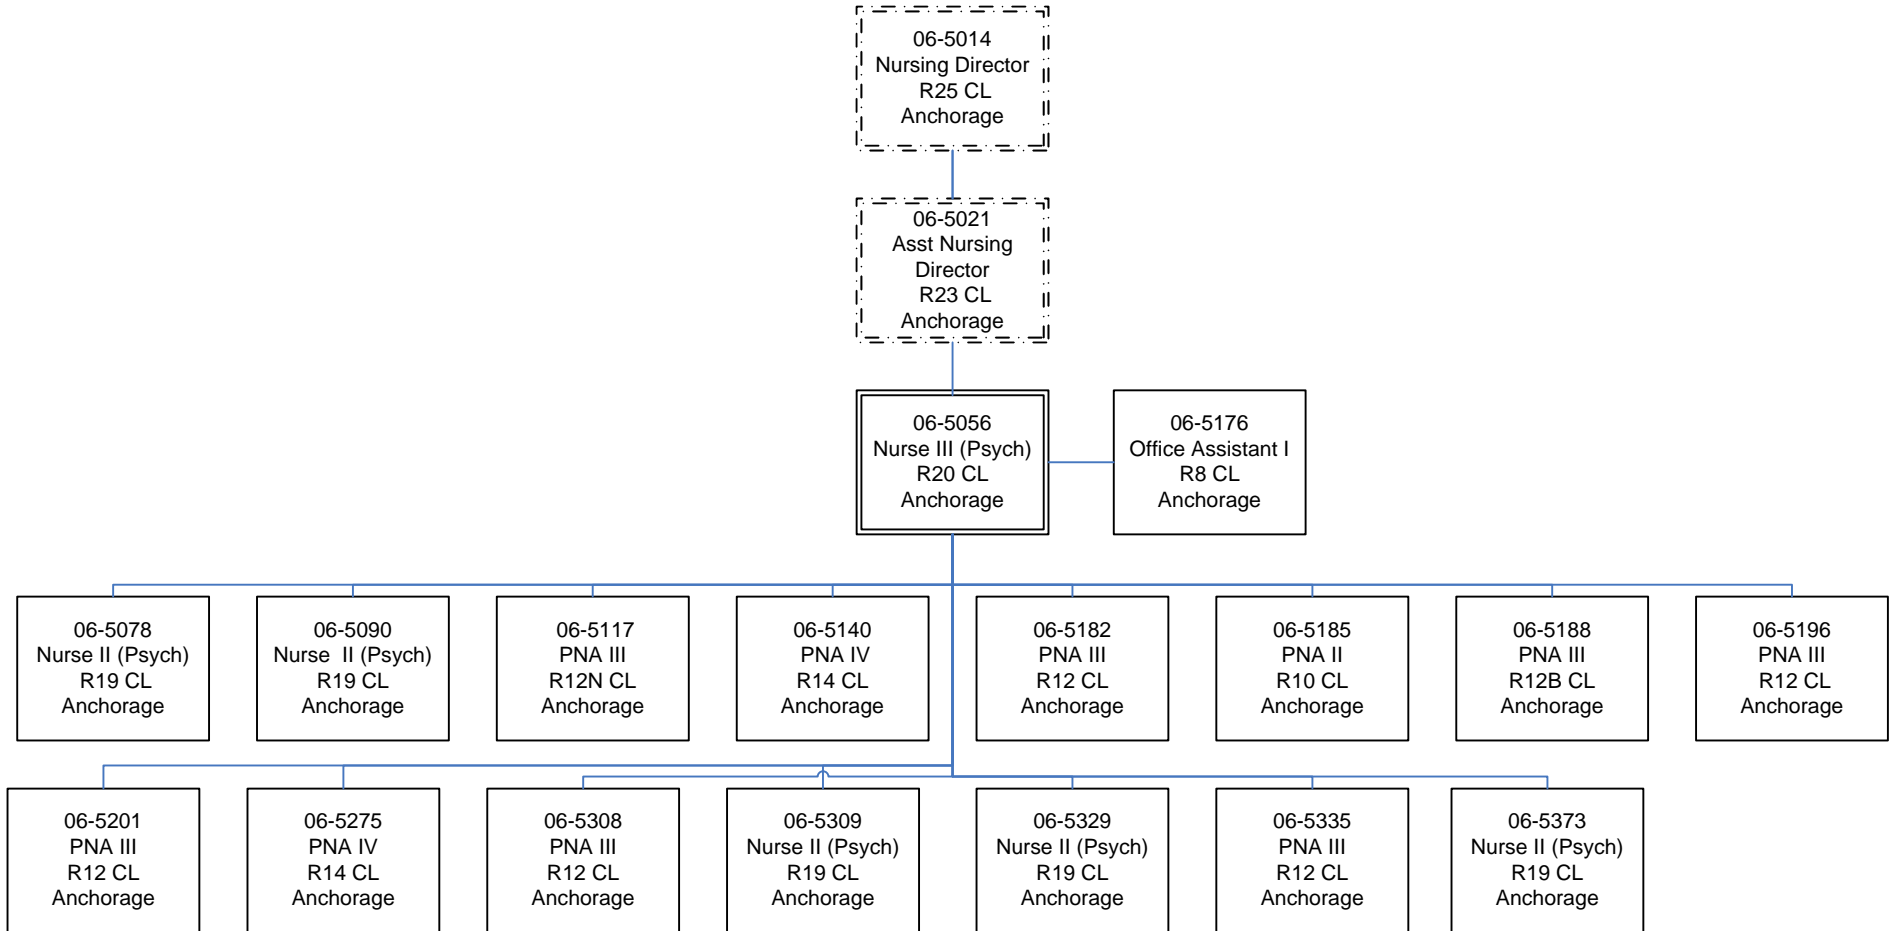 06-5014
Nursing Director
R25 CL
Anchorage
06-5021
Asst Nursing
Director
R23 CL
Anchorage
06-5056
Nurse III (Psych)
R20 CL
Anchorage
06-5176
Office Assistant I
R8 CL
Anchorage
06-5078
Nurse II (Psych)
R19 CL
Anchorage
06-5090
Nurse  II (Psych)
R19 CL
Anchorage
06-5117
PNA III
R12N CL
Anchorage
06-5140
PNA IV
R14 CL
Anchorage
06-5182
PNA III
R12 CL
Anchorage
06-5185
PNA II
R10 CL
Anchorage
06-5188
PNA III
R12B CL
Anchorage
06-5196
PNA III
R12 CL
Anchorage
06-5201
PNA III
R12 CL
Anchorage
06-5275
PNA IV
R14 CL
Anchorage
06-5308
PNA III
R12 CL
Anchorage
06-5309
Nurse II (Psych)
R19 CL
Anchorage
06-5329
Nurse II (Psych)
R19 CL
Anchorage
06-5335
PNA III
R12 CL
Anchorage
06-5373
Nurse II (Psych)
R19 CL
Anchorage